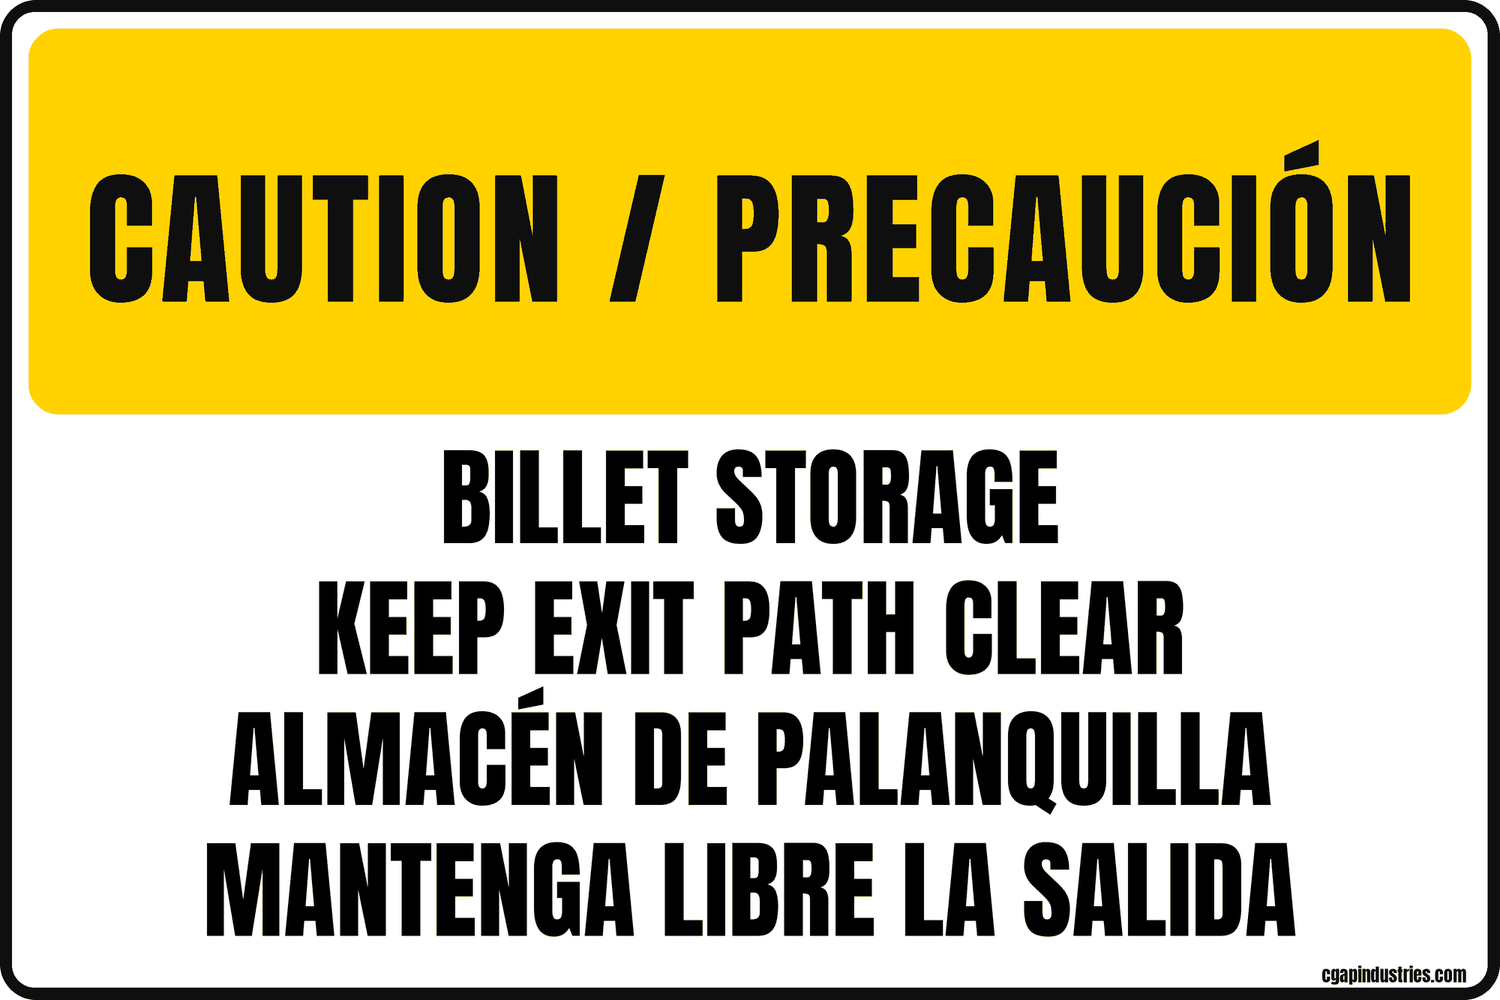 CAUTION / PRECAUCIÓN
BILLET STORAGE
KEEP EXIT PATH CLEAR
ALMACÉN DE PALANQUILLA
MANTENGA LIBRE LA SALIDA
cgapindustries.com